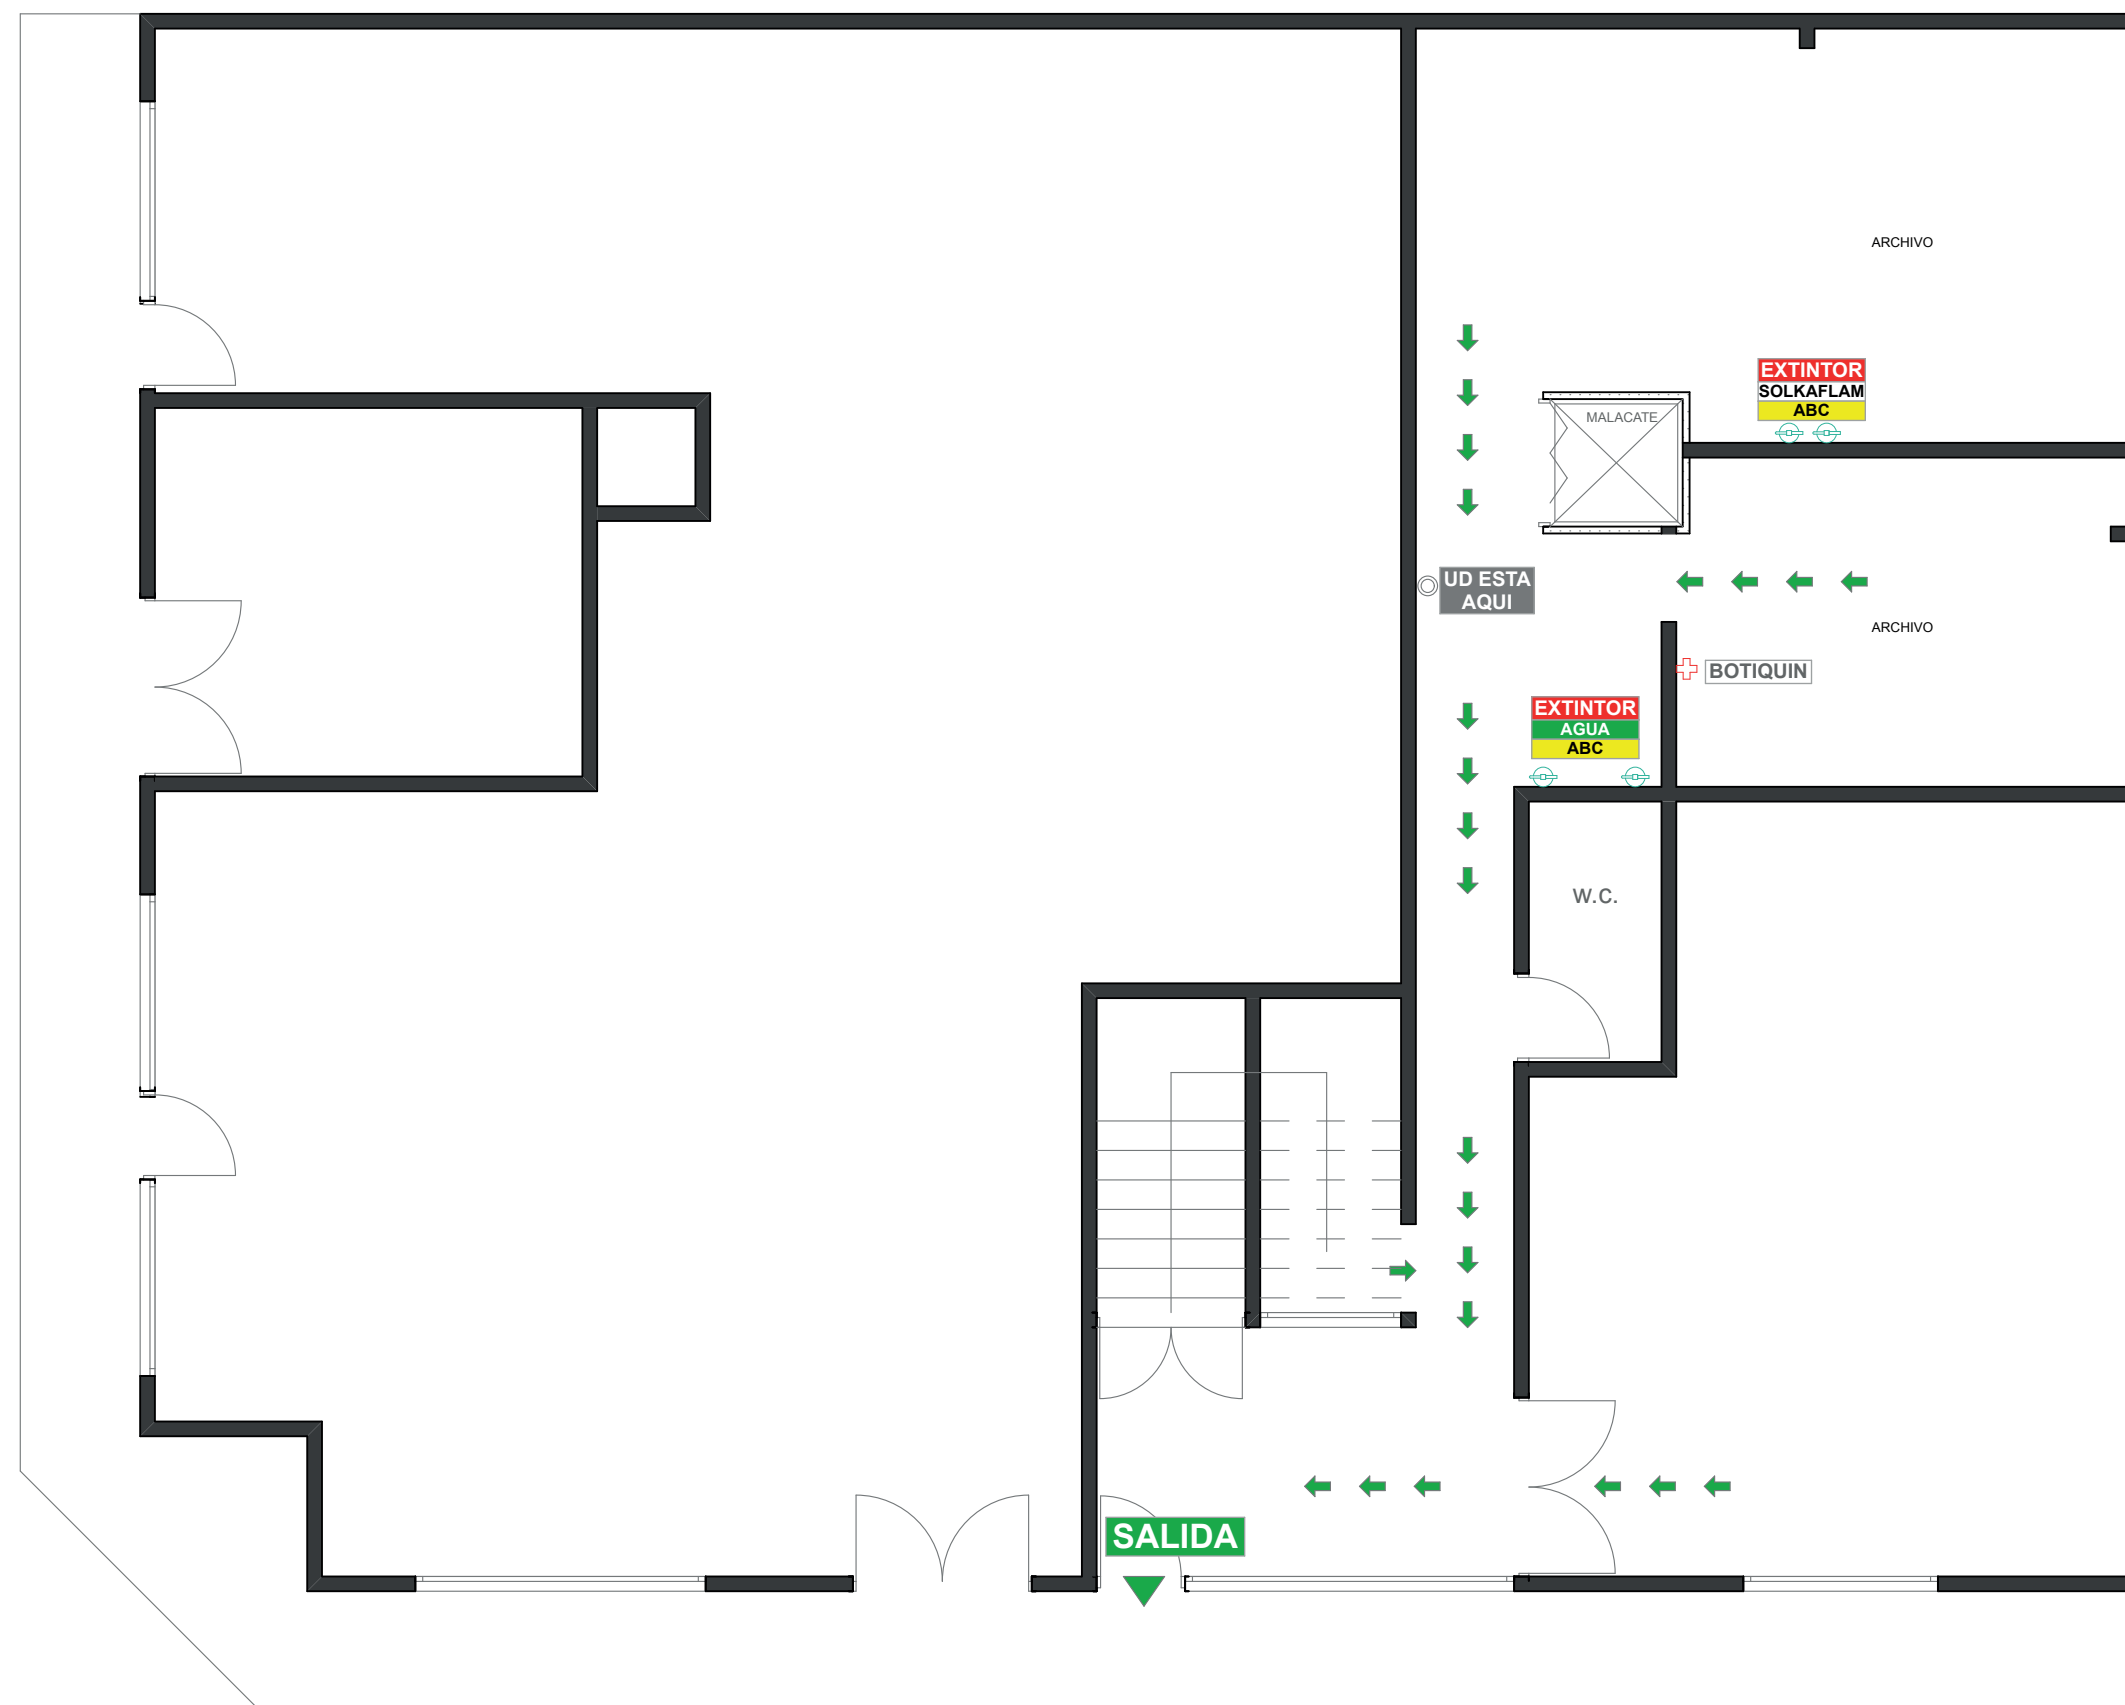 ARCHIVO
EXTINTOR
SOLKAFLAM
ABC
MALACATE
UD ESTA
AQUI
ARCHIVO
BOTIQUIN
EXTINTOR
AGUA
ABC
W.C.
SALIDA